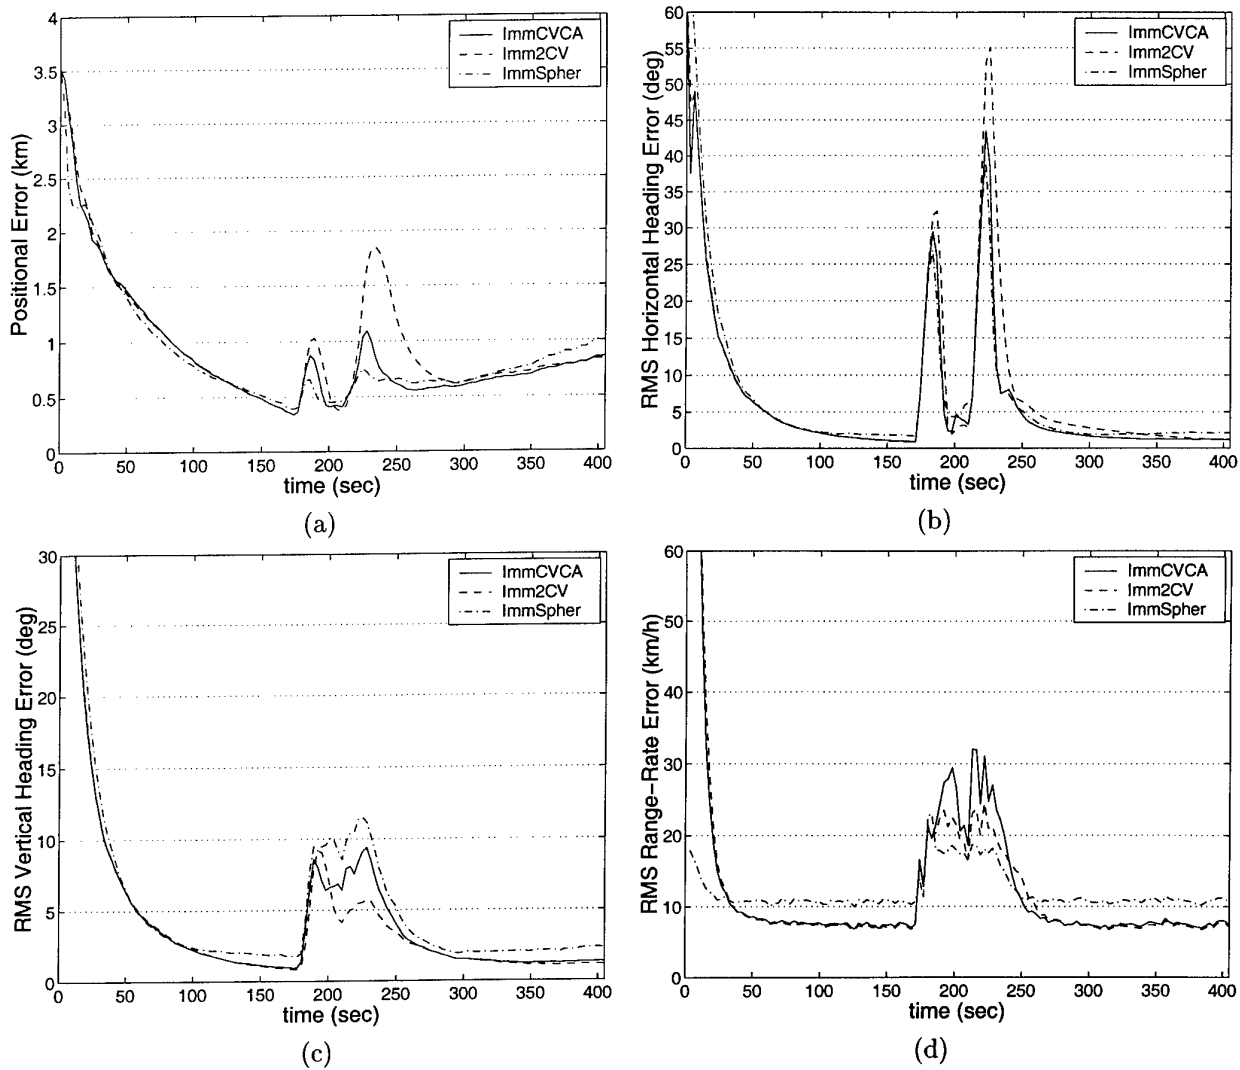 4
3.5
3
2.5
2
1.5
1
0.5
0
Positional Error (km)
ImmCVCA
Imm2CV
ImmSpher
0 50 100 150 200 250 300 350 400
time (sec)
(a)
60
55
50
45
40
35
30
25
20
15
10
5
0
RMS Horizontal Heading Error (deg)
ImmCVCA
Imm2CV
ImmSpher
0 50 100 150 200 250 300 350 400
time (sec)
(b)
30
25
20
15
10
5
0
RMS Vertical Heading Error (deg)
ImmCVCA
Imm2CV
ImmSpher
0 50 100 150 200 250 300 350 400
time (sec)
(c)
60
50
40
30
20
10
0
RMS Range-Rate Error (km/h)
ImmCVCA
Imm2CV
ImmSpher
0 50 100 150 200 250 300 350 400
time (sec)
(d)